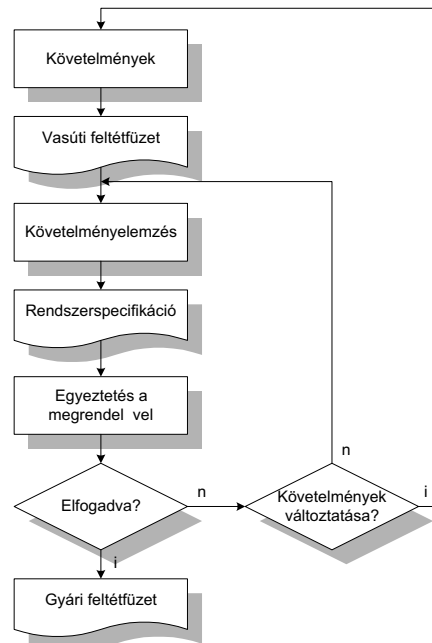 Követelmények
Vasúti feltétfüzet
Követelményelemzés
Rendszerspecifikáció
Egyeztetés a
megrendel vel
Elfogadva?
n
i
Követelmények
változtatása?
n
i
Gyári feltétfüzet